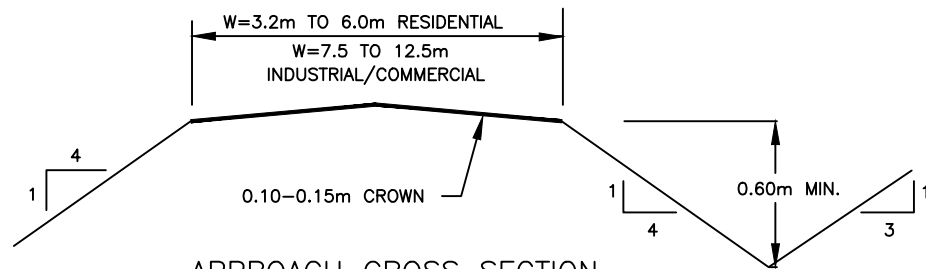 W=3.2m TO 6.0m RESIDENTIAL
W=7.5 TO 12.5m
INDUSTRIAL/COMMERCIAL
4
1
0.10-0.15m CROWN
1
4
0.60m MIN.
1
3
APPROACH CROSS SECTION